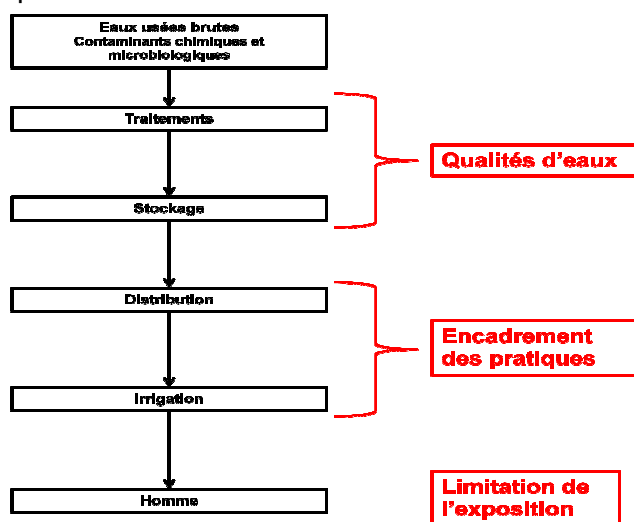 Eaux usées brutes
Contaminants chimiques et
microbiologiques
Traitements
Qualités d'eaux
Stockage
Distribution
Encadrement
des pratiques
Irrigation
Homme
Limitation de
l'exposition